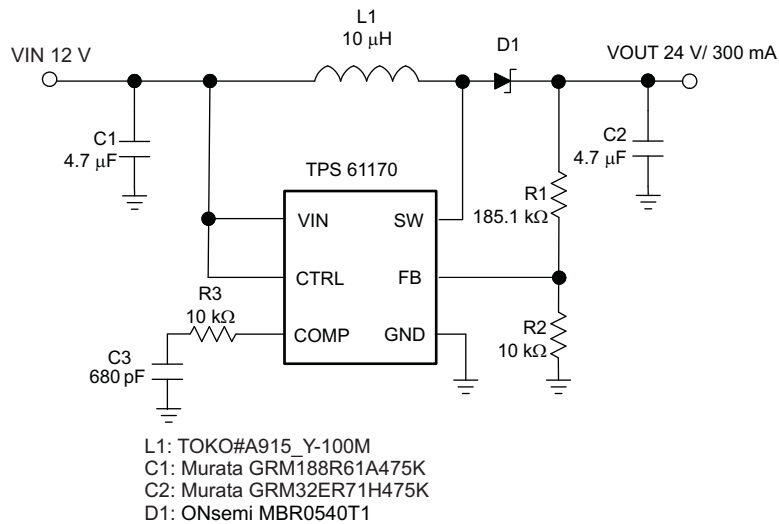 L1
10 μH
D1
VIN 12 V
VOUT 24 V/ 300 mA
C1
4.7 μF
C2
4.7 μF
TPS 61170
R1
185.1 kΩ
VIN
SW
CTRL
FB
R3
10 kΩ
COMP
GND
R2
10 kΩ
C3
680 pF
L1: TOKO#A915_Y-100M
C1: Murata GRM188R61A475K
C2: Murata GRM32ER71H475K
D1: ONsemi MBR0540T1